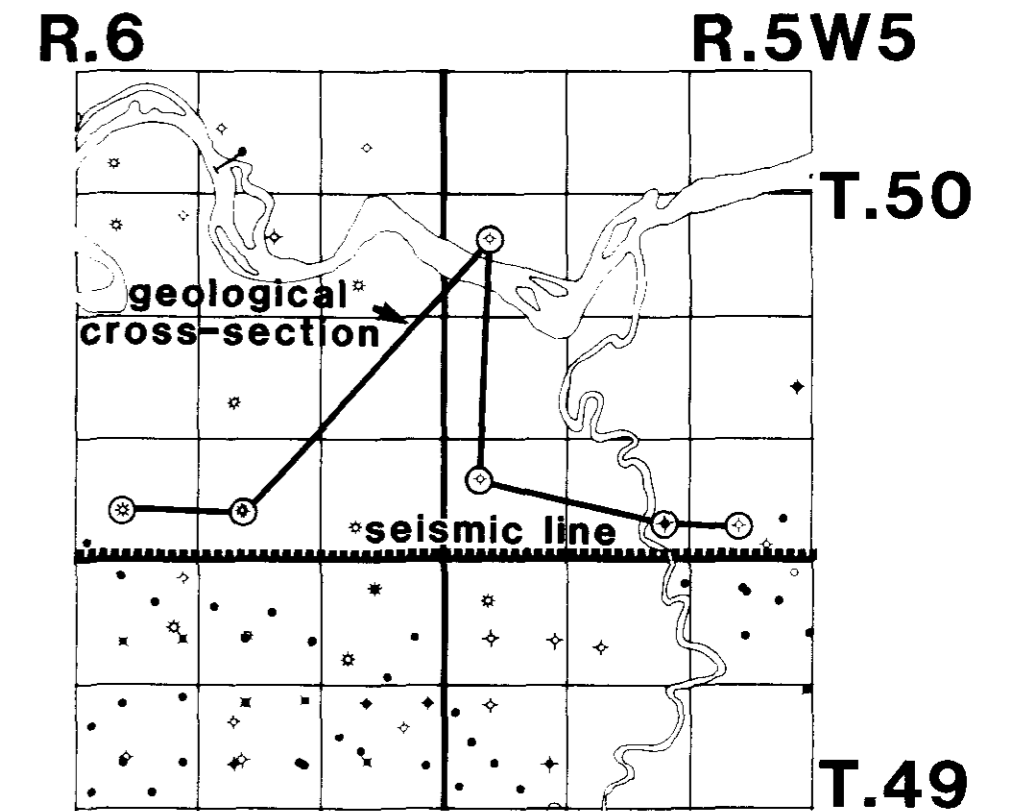 R.6
R.5W5
T.50
geological
cross-section
seismic line
T.49